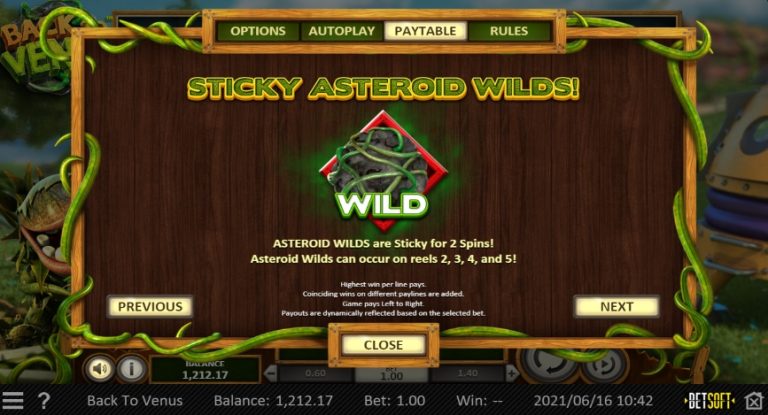 BACK
VEN
OPTIONS
AUTOPLAY
PAYTABLE
RULES
STICKY ASTEROID WILDS!
WILD
ASTEROID WILDS are Sticky for 2 Spins!
Asteroid Wilds can occur on reels 2, 3, 4, and 5!
Highest win per line pays.
Coinciding wins on different paylines are added.
Game pays Left to Right.
Payouts are dynamically reflected based on the selected bet.
PREVIOUS
NEXT
CLOSE
BALANCE
1,212.17
0.60
1.00
1.40
Back To Venus
Balance: 1,212.17
Bet: 1.00
Win: --
2021/06/16 10:42
BETSOFT